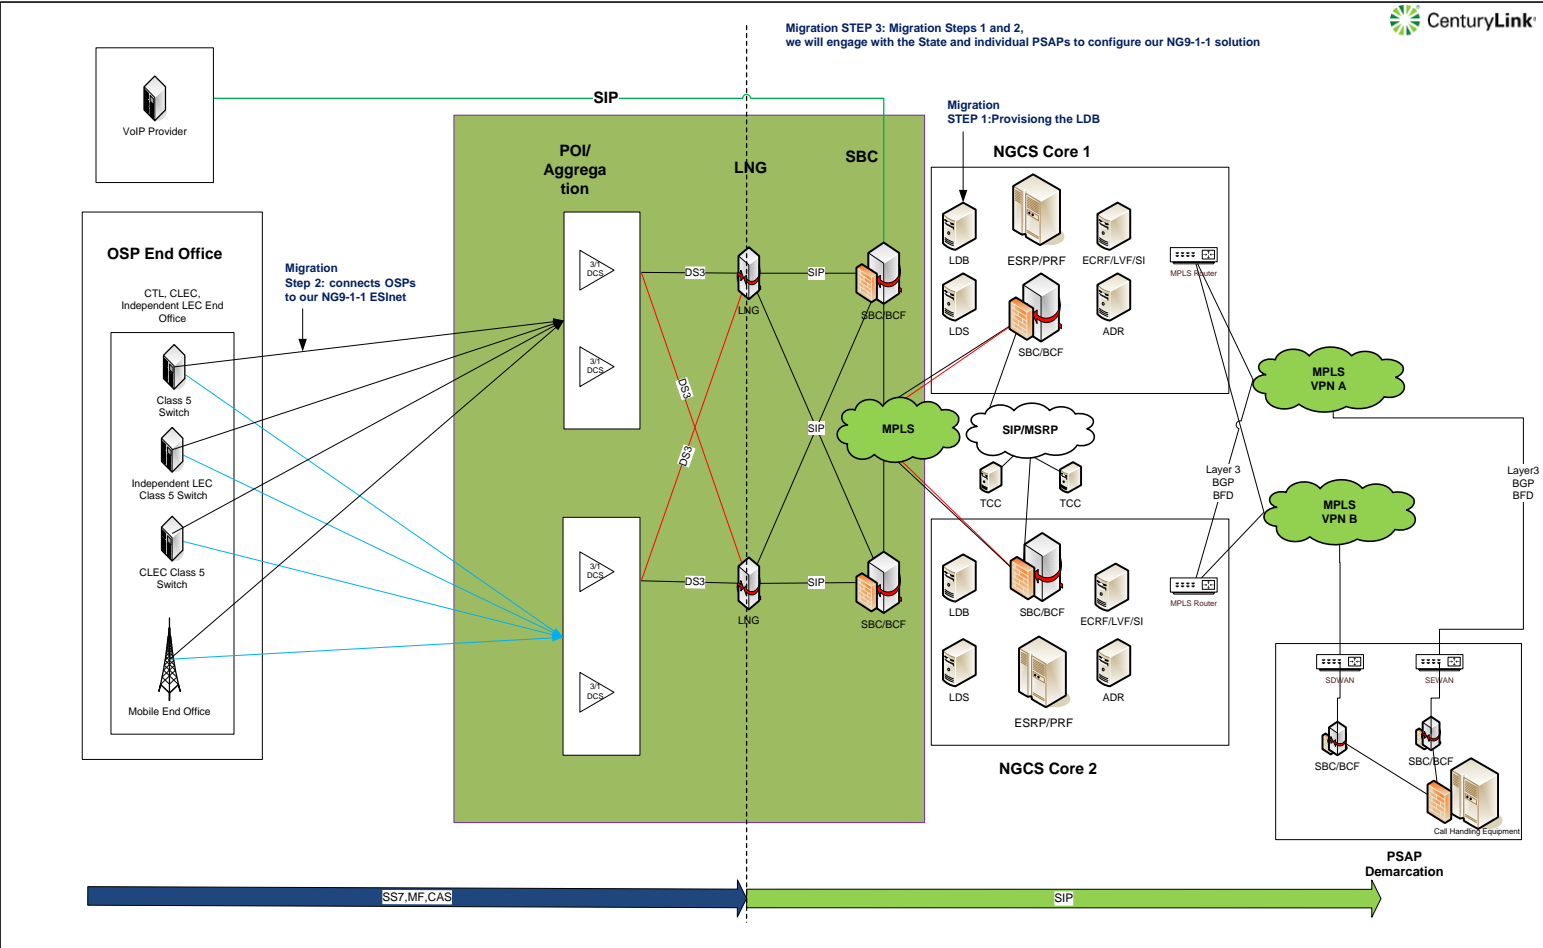 Migration STEP 3: Migration Steps 1 and 2,
we will engage with the State and individual PSAPs to configure our NG9-1-1 solution
CenturyLink®
VoIP Provider
SIP
Migration
STEP 1:Provisiong the LDB
POI/
Aggrega
tion
LNG
SBC
NGCS Core 1
OSP End Office
CTL, CLEC,
Independent LEC End
Office
Migration
Step 2: connects OSPs
to our NG9-1-1 ESInet
Class 5
Switch
Independent LEC
Class 5 Switch
CLEC Class 5
Switch
Mobile End Office
3/1
DCS
3/1
DCS
3/1
DCS
3/1
DCS
DS3
DS3
DS3
DS3
LNG
LNG
SIP
SIP
SIP
SBC/BCF
SBC/BCF
MPLS
LDB
ESRP/PRF
ECRF/LVF/SI
MPLS Router
LDS
SBC/BCF
ADR
SIP/MSRP
TCC
TCC
MPLS
VPN A
Layer 3
BGP
BFD
Layer3
BGP
BFD
MPLS
VPN B
LDB
SBC/BCF
ECRF/LVF/SI
MPLS Router
LDS
ESRP/PRF
ADR
NGCS Core 2
SDWAN
SEWAN
SBC/BCF
SBC/BCF
Call Handling Equipment
PSAP
Demarcation
SS7,MF,CAS
SIP